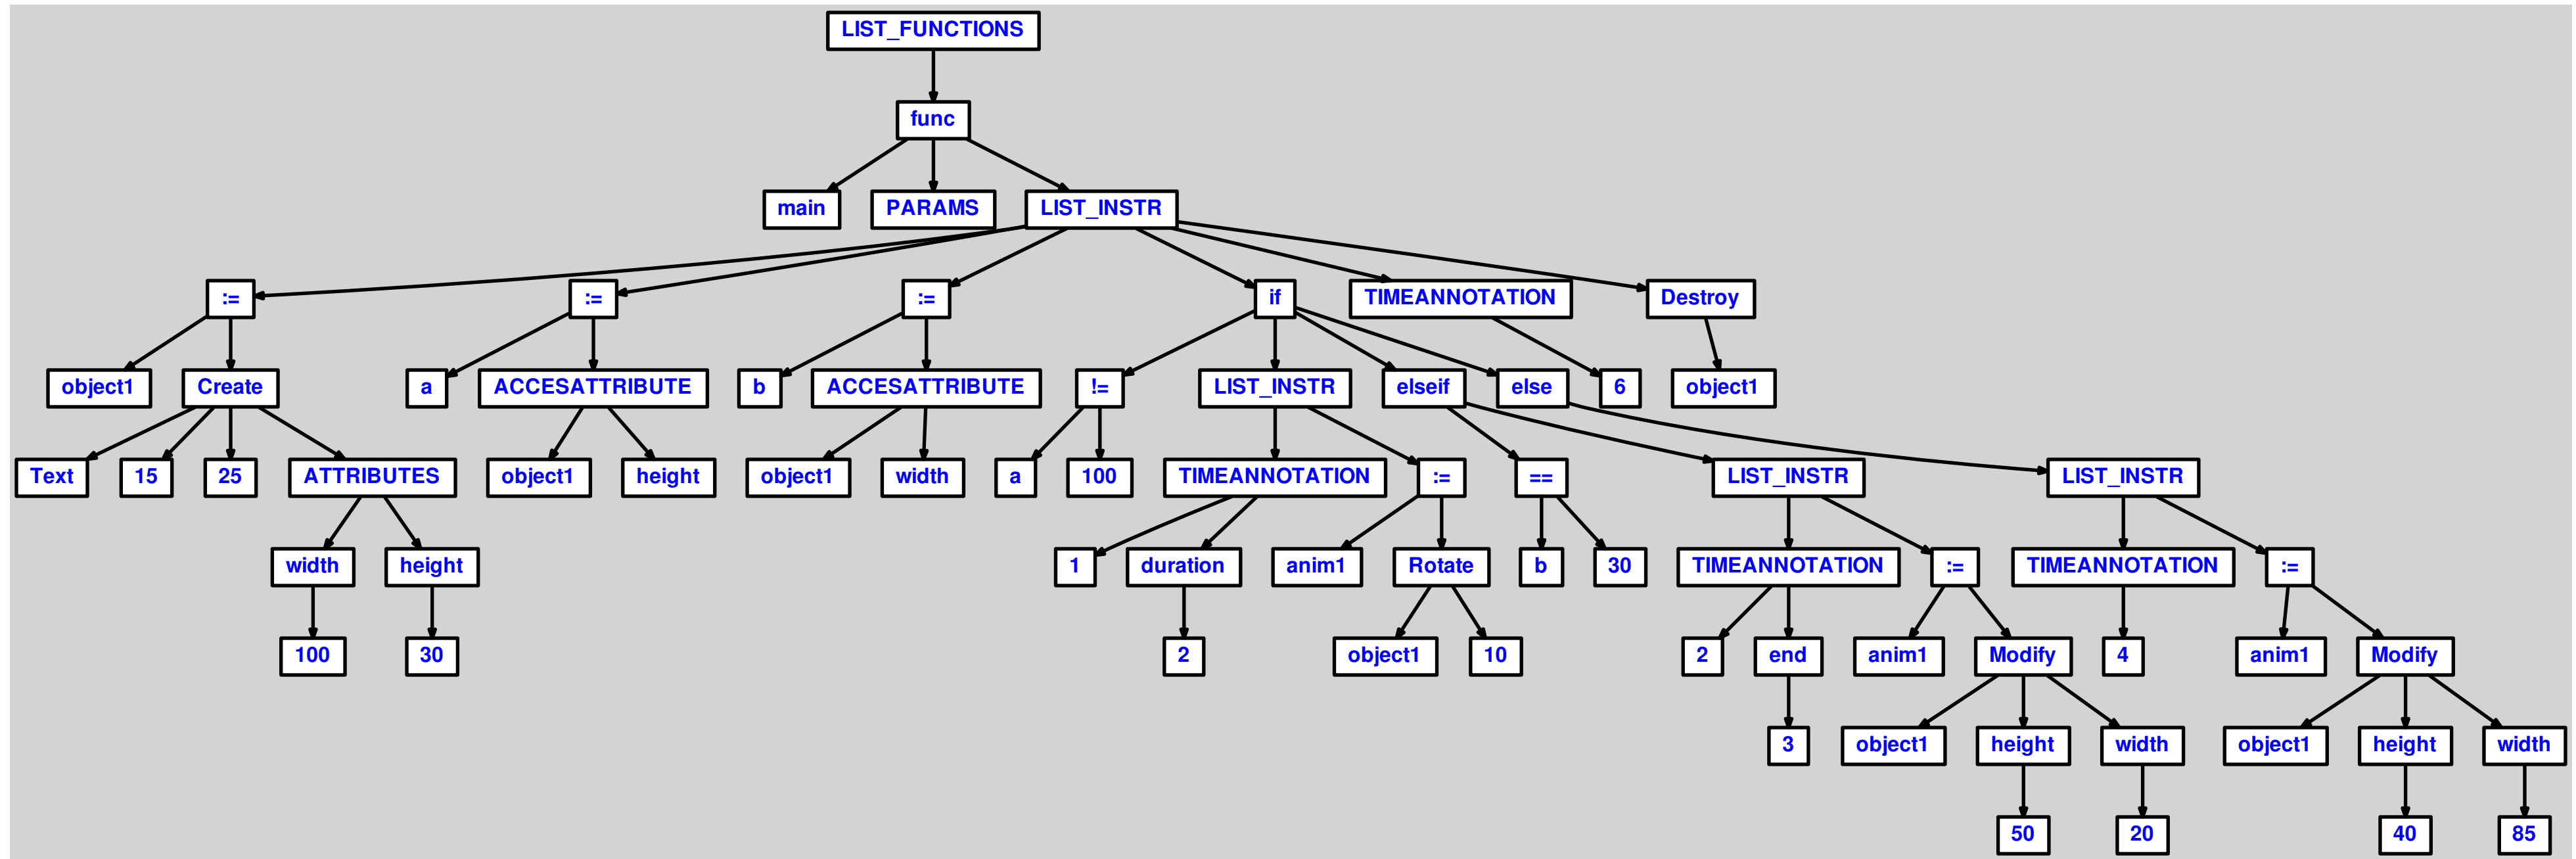 LIST_FUNCTIONS
func
main PARAMS LIST_INSTR
:= := := if TIMEANNOTATION Destroy
object1 Create a ACCESATTRIBUTE b ACCESATTRIBUTE != LIST_INSTR elseif else 6 object1
Text 15 25 ATTRIBUTES object1 height object1 width a 100 TIMEANNOTATION := == LIST_INSTR LIST_INSTR
width height 1 duration anim1 Rotate b 30 TIMEANNOTATION := TIMEANNOTATION :=
100 30 2 object1 10 2 end anim1 Modify 4 anim1 Modify
3 object1 height width object1 height width
50 20 40 85